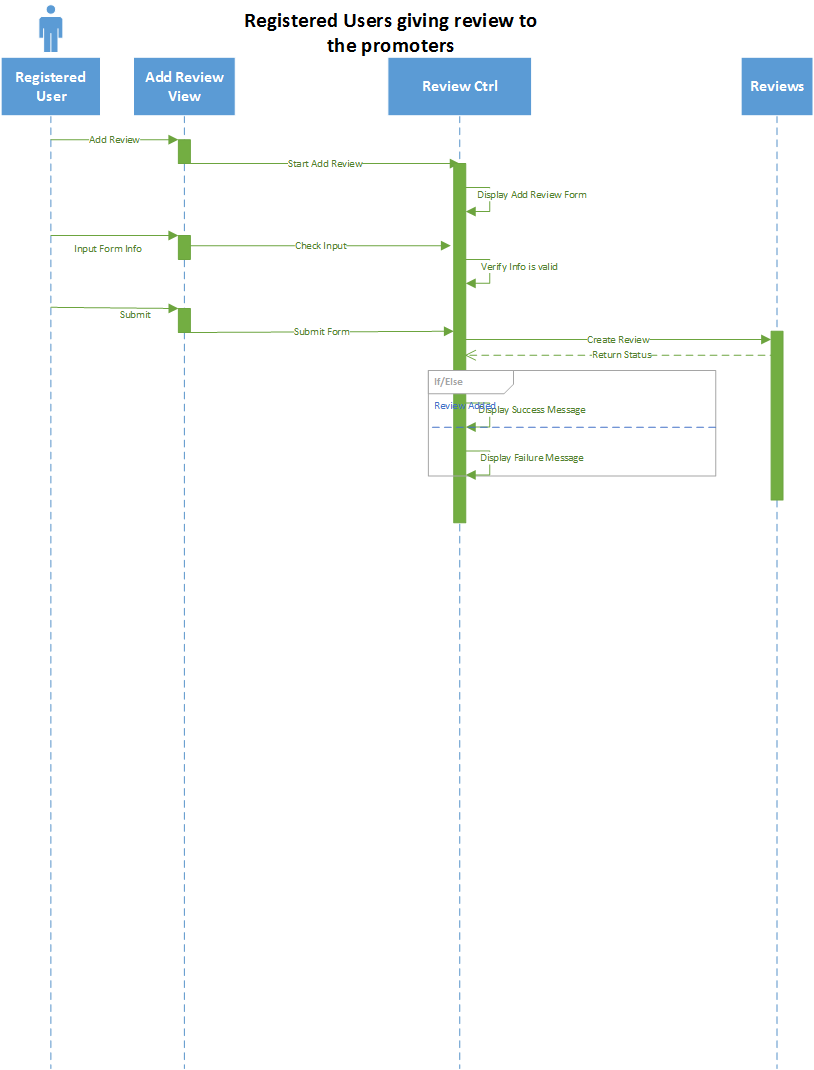 Registered Users giving review to
the promoters
Registered
User
Add Review
View
Review Ctrl
Reviews
Add Review
Start Add Review
Display Add Review Form
Input Form Info
Check Input
Verify Info is valid
Submit
Submit Form
Create Review
Return Status
If/Else
Review Added
Display Success Message
Display Failure Message